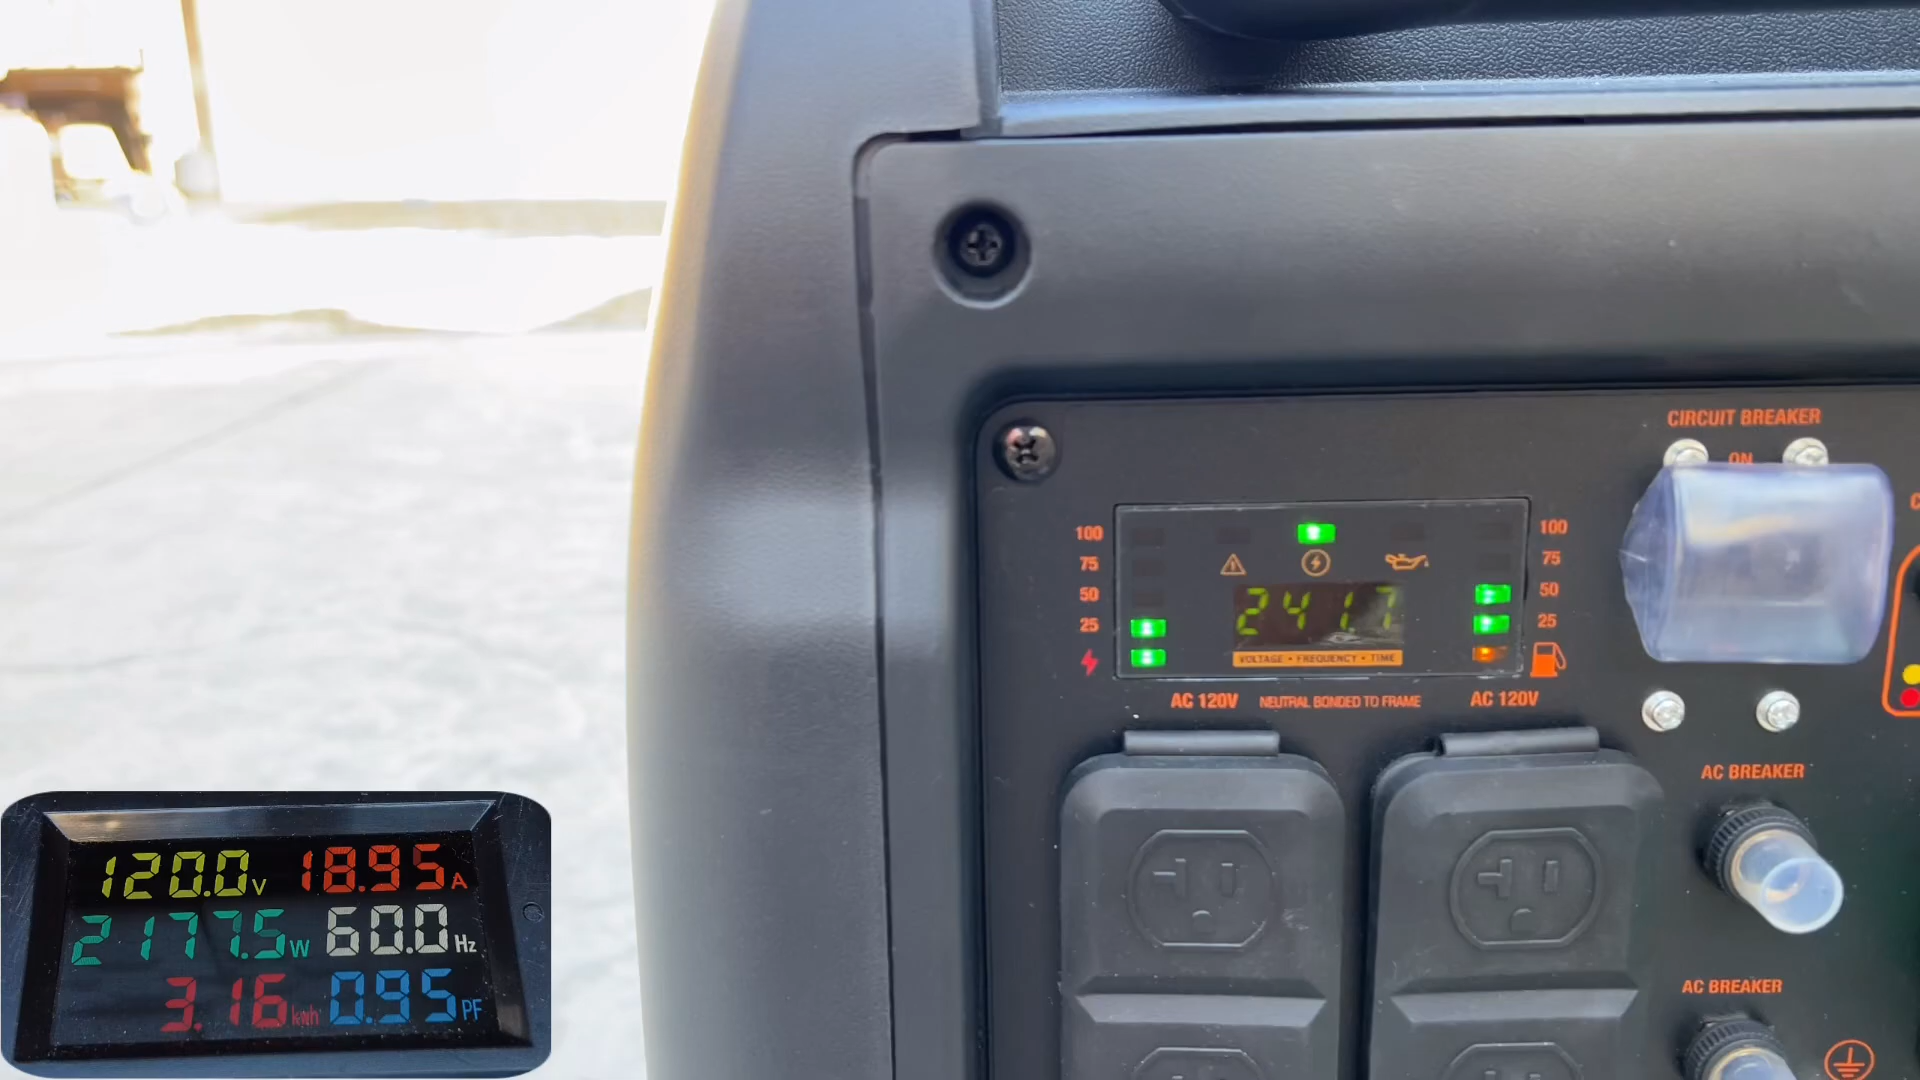 CIRCUIT BREAKER
ON
100
75
50
25
2417
VOLTAGE • FREQUENCY • TIME
100
75
50
25
AC 120V
NEUTRAL BONDED TO FRAME
AC 120V
AC BREAKER
AC BREAKER
120.0V 18.95A
2177.5W 60.0Hz
3.16kwh 0.95PF